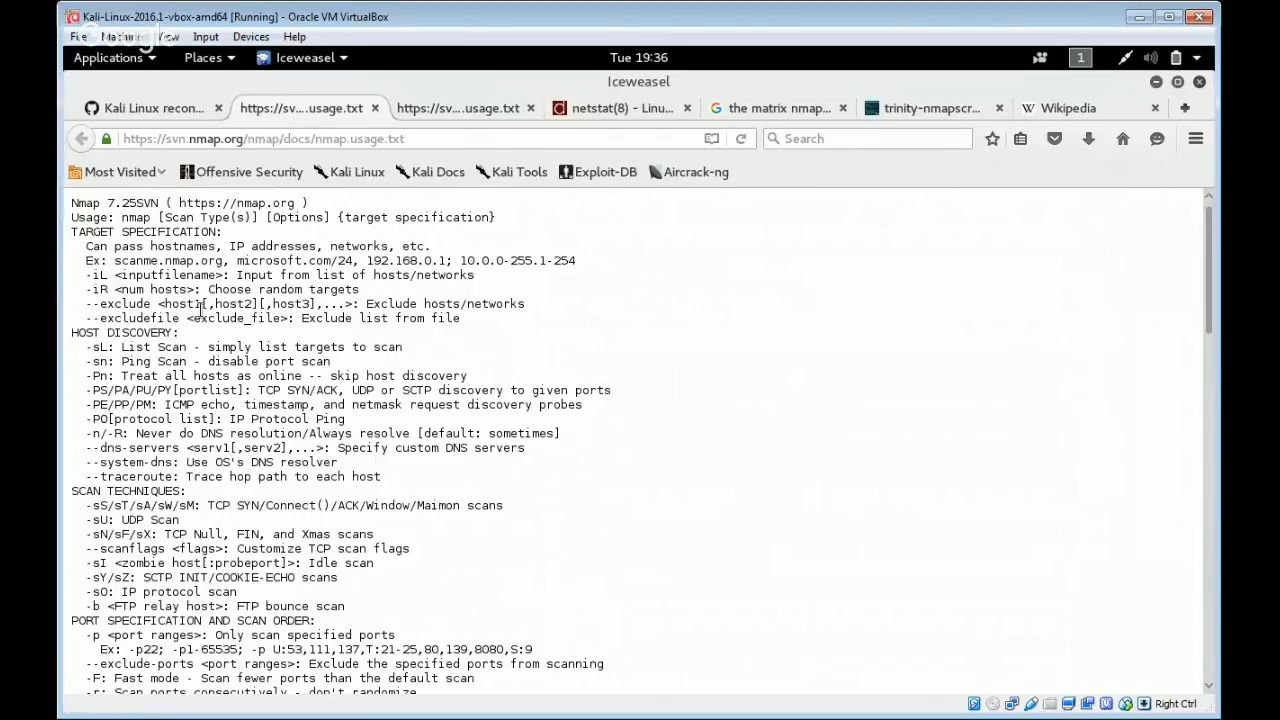 Kali-Linux-2016.1-vbox-amd64 [Running] - Oracle VM VirtualBox
File Machine View Input Devices Help
Google
Applications Places Iceweasel Tue 19:36 1
Iceweasel
Kali Linux recon... https://sv....usage.txt https://sv....usage.txt netstat(8) - Linu... the matrix nmap... trinity-nmapscr... Wikipedia
https://svn.nmap.org/nmap/docs/nmap.usage.txt Search
Most Visited Offensive Security Kali Linux Kali Docs Kali Tools Exploit-DB Aircrack-ng
Nmap 7.25SVN ( https://nmap.org )
Usage: nmap [Scan Type(s)] [Options] {target specification}
TARGET SPECIFICATION:
Can pass hostnames, IP addresses, networks, etc.
Ex: scanme.nmap.org, microsoft.com/24, 192.168.0.1; 10.0.0-255.1-254
-iL <inputfilename>: Input from list of hosts/networks
-iR <num hosts>: Choose random targets
--exclude <host1[,host2][,host3],...>: Exclude hosts/networks
--excludefile <exclude_file>: Exclude list from file
HOST DISCOVERY:
-sL: List Scan - simply list targets to scan
-sn: Ping Scan - disable port scan
-Pn: Treat all hosts as online -- skip host discovery
-PS/PA/PU/PY[portlist]: TCP SYN/ACK, UDP or SCTP discovery to given ports
-PE/PP/PM: ICMP echo, timestamp, and netmask request discovery probes
-PO[protocol list]: IP Protocol Ping
-n/-R: Never do DNS resolution/Always resolve [default: sometimes]
--dns-servers <serv1[,serv2],...>: Specify custom DNS servers
--system-dns: Use OS's DNS resolver
--traceroute: Trace hop path to each host
SCAN TECHNIQUES:
-sS/sT/sA/sW/sM: TCP SYN/Connect()/ACK/Window/Maimon scans
-sU: UDP Scan
-sN/sF/sX: TCP Null, FIN, and Xmas scans
--scanflags <flags>: Customize TCP scan flags
-sI <zombie host[:probeport]>: Idle scan
-sY/sZ: SCTP INIT/COOKIE-ECHO scans
-sO: IP protocol scan
-b <FTP relay host>: FTP bounce scan
PORT SPECIFICATION AND SCAN ORDER:
-p <port ranges>: Only scan specified ports
Ex: -p22; -p1-65535; -p U:53,111,137,T:21-25,80,139,8080,S:9
--exclude-ports <port ranges>: Exclude the specified ports from scanning
-F: Fast mode - Scan fewer ports than the default scan
-r: Scan ports consecutively - don't randomize
Right Ctrl